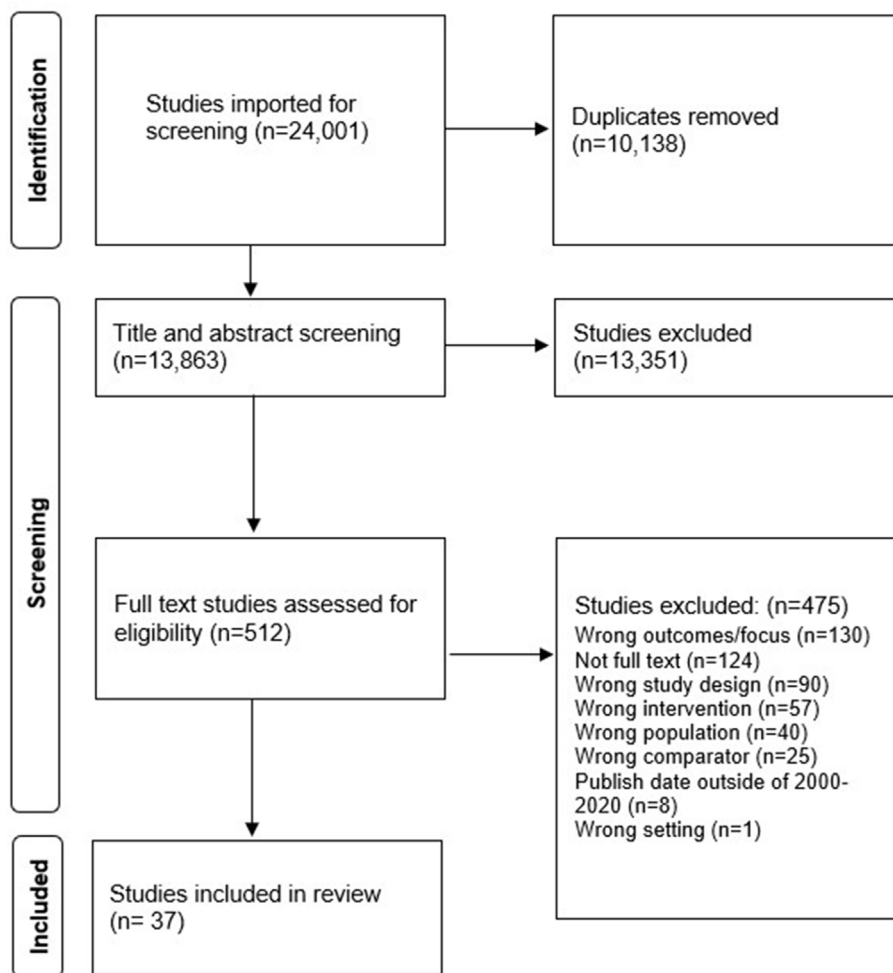 Identification
Studies imported for
screening (n=24,001)
Duplicates removed
(n=10,138)
Screening
Title and abstract screening
(n=13,863)
Studies excluded
(n=13,351)
Full text studies assessed for
eligibility (n=512)
Studies excluded: (n=475)
Wrong outcomes/focus (n=130)
Not full text (n=124)
Wrong study design (n=90)
Wrong intervention (n=57)
Wrong population (n=40)
Wrong comparator (n=25)
Publish date outside of 2000-
2020 (n=8)
Wrong setting (n=1)
Included
Studies included in review
(n= 37)